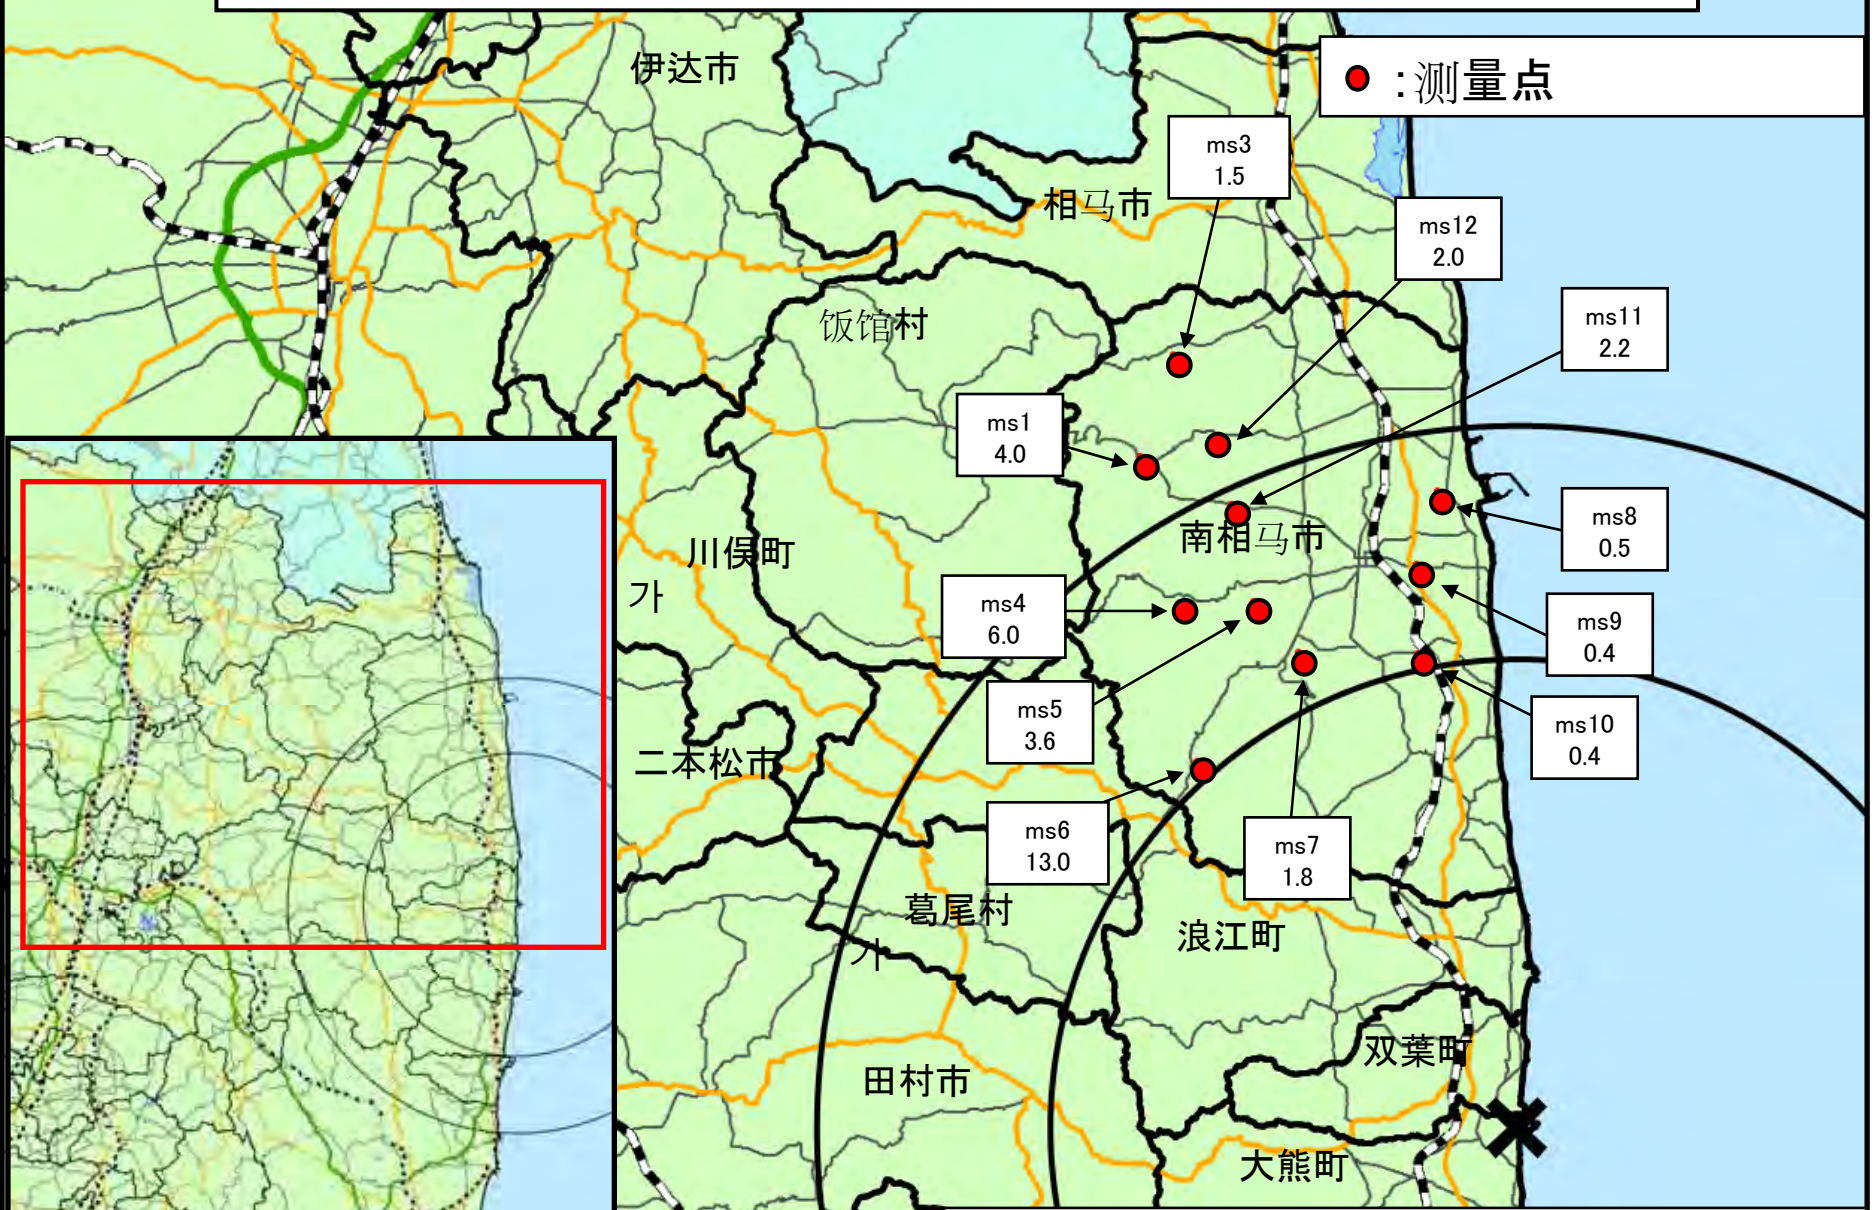 伊达市
:测量点
ms3
1.5
相马市
ms12
2.0
饭馆村
ms11
2.2
ms1
4.0
ms8
0.5
南相马市
川俣町
가
ms4
6.0
ms9
0.4
ms5
3.6
ms10
0.4
二本松市
ms6
13.0
ms7
1.8
葛尾村
가
浪江町
双葉町
田村市
大熊町